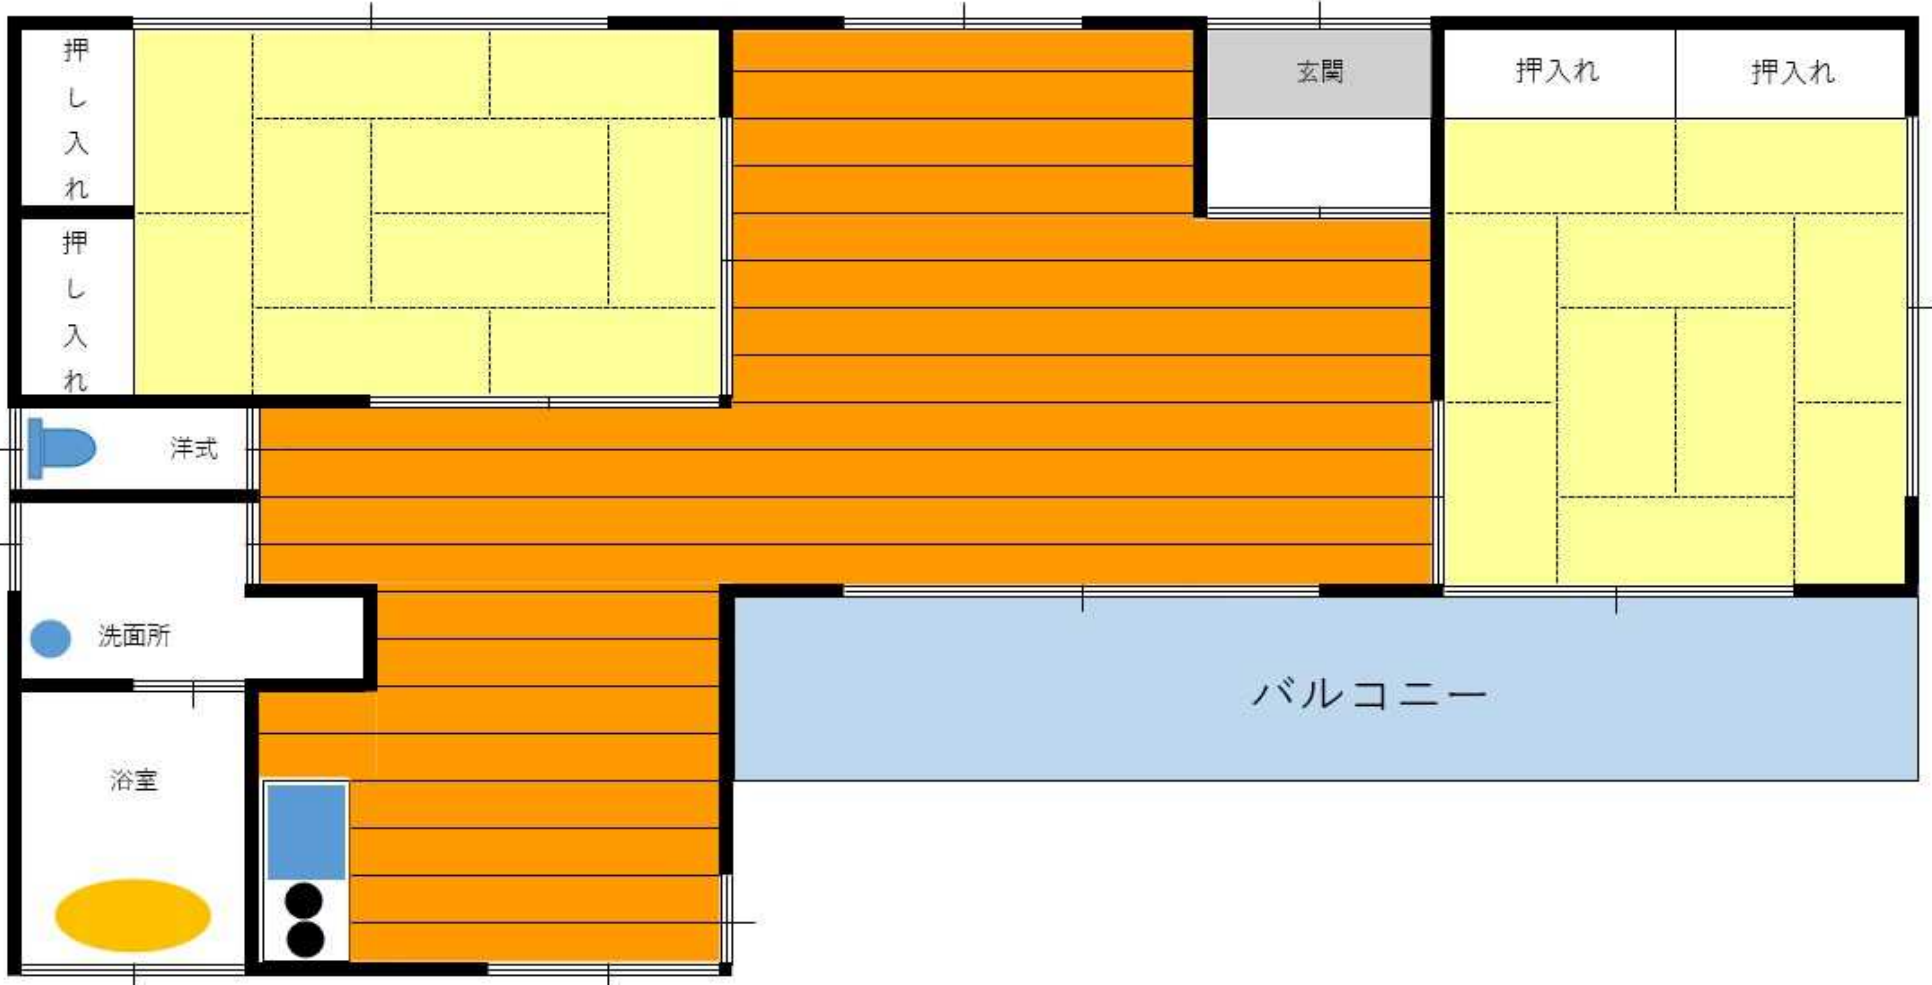 押し入れ
玄関
押入れ
押入れ
押し入れ
洋式
洗面所
バルコニー
浴室